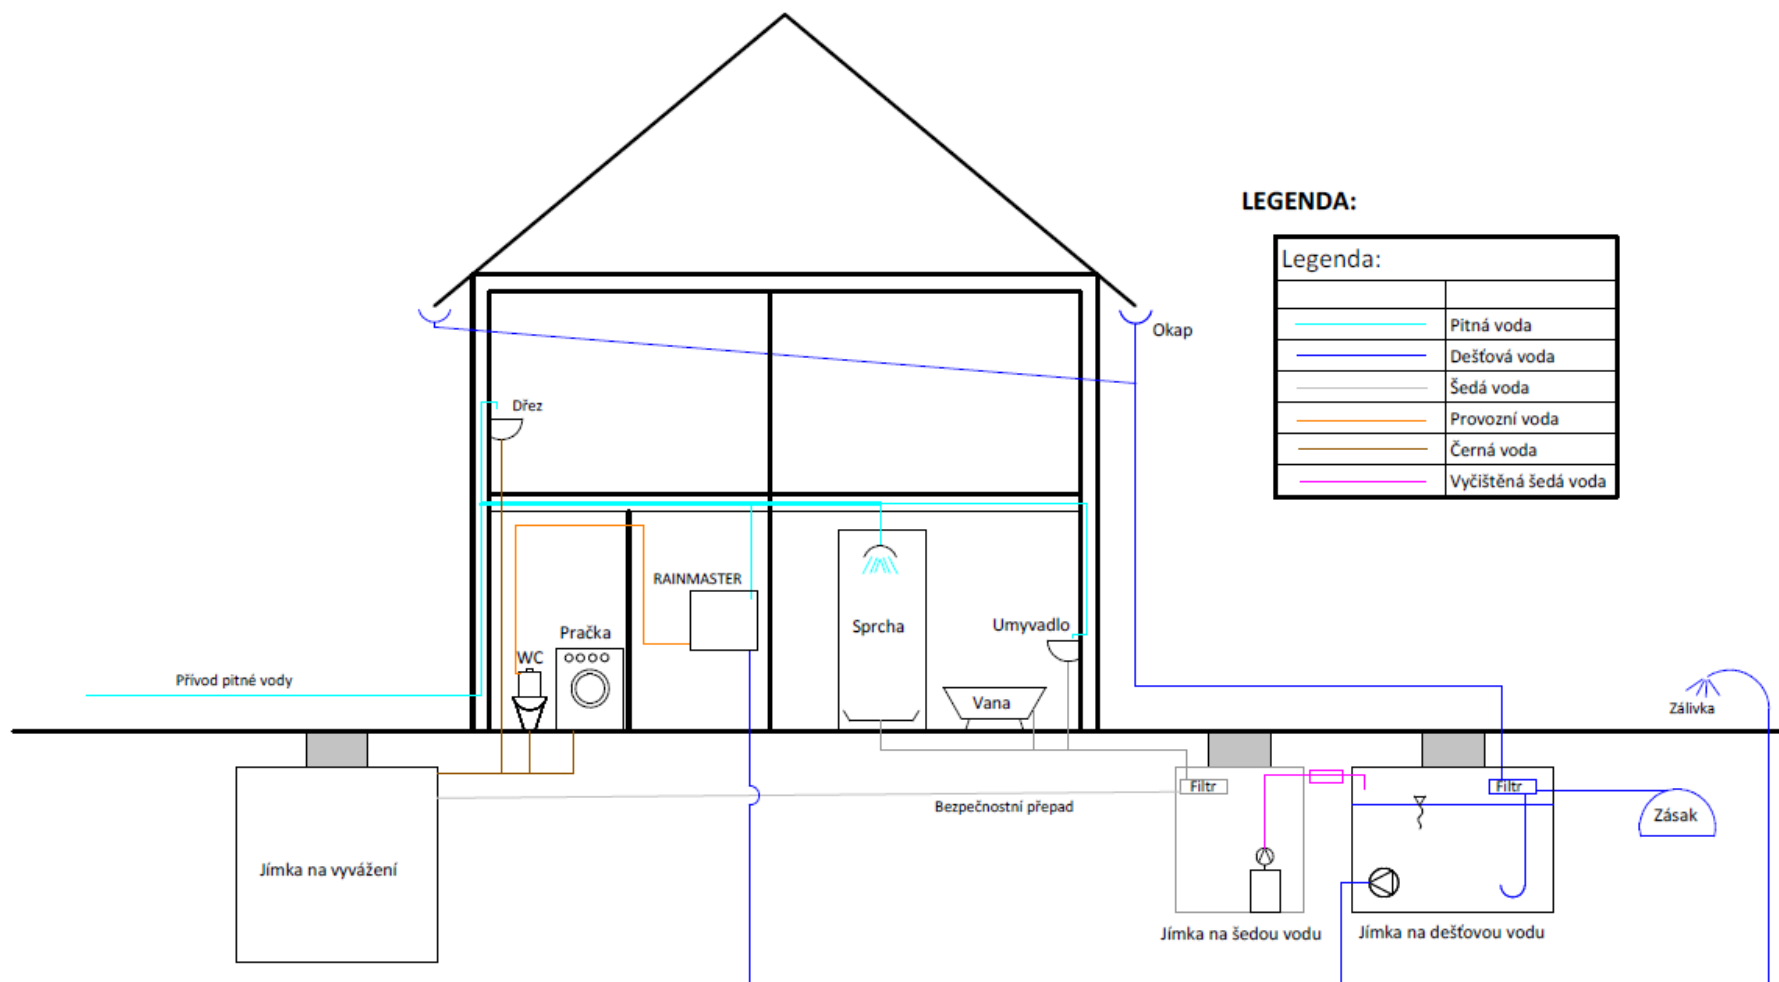 LEGENDA:
Legenda:
Pitná voda
Dešťová voda
Šedá voda
Provozní voda
Černá voda
Vyčištěná šedá voda
Okap
Dřez
RAINMASTER
Pračka
WC
Sprcha
Umyvadlo
Vana
Přívod pitné vody
Zálivka
Filtr
Filtr
Bezpečnostní přepad
Zásak
Jímka na vyvážení
Jímka na šedou vodu
Jímka na dešťovou vodu